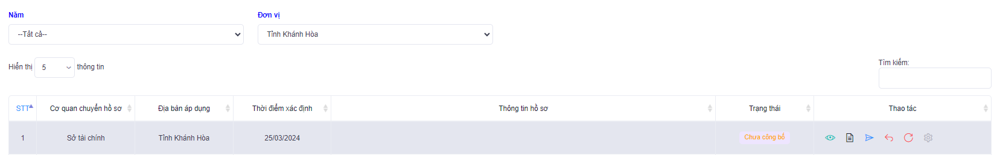 Năm Đơn vị
--Tất cả-- Tỉnh Khánh Hòa
Hiển thị 5 thông tin
Tìm kiếm:
STT Cơ quan chuyển hồ sơ Địa bàn áp dụng Thời điểm xác định Thông tin hồ sơ Trạng thái Thao tác
1 Sở tài chính Tỉnh Khánh Hòa 25/03/2024 Chưa công bố